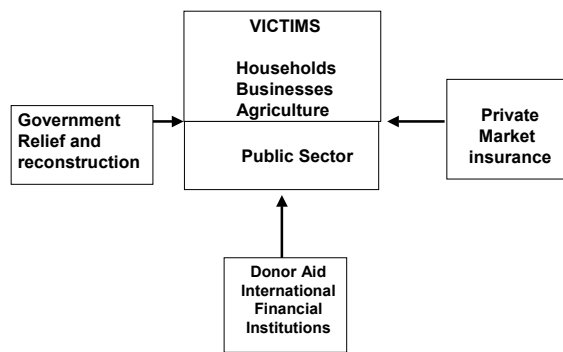 VICTIMS
Households
Businesses
Agriculture
Public Sector
Government
Relief and
reconstruction
Private
Market
insurance
Donor Aid
International
Financial
Institutions